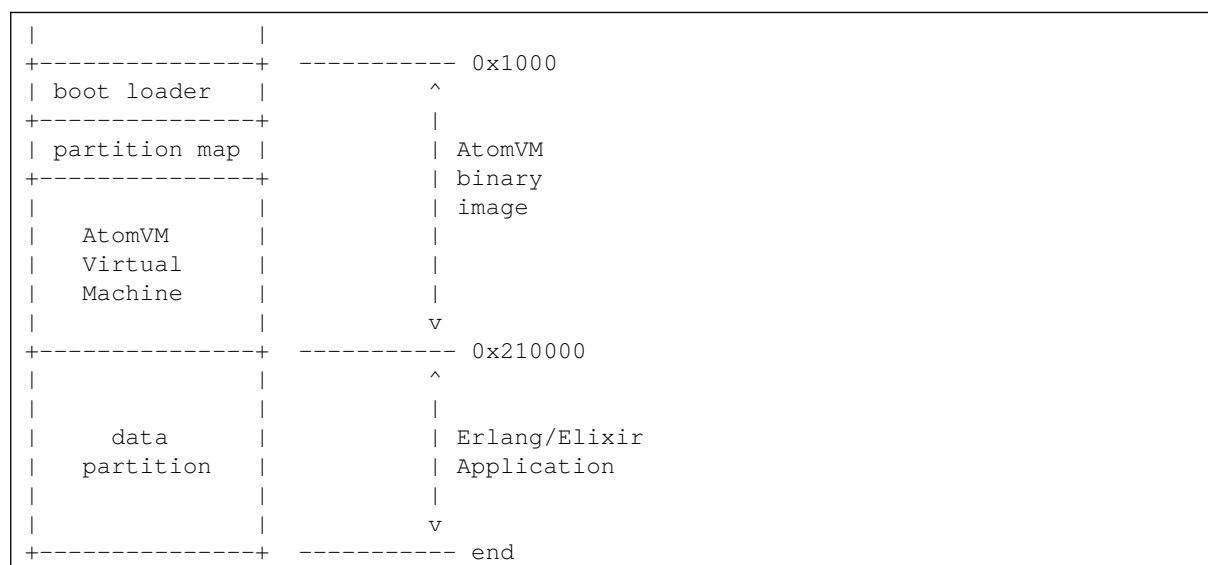 |               |
+---------------+  ----------- 0x1000
| boot loader   |           ^
+---------------+           |
| partition map |           | AtomVM
+---------------+           | binary
|               |           | image
|   AtomVM      |           |
|   Virtual     |           |
|   Machine     |           |
|               |           v
+---------------+  ----------- 0x210000
|               |           ^
|               |           |
|     data      |           | Erlang/Elixir
|   partition   |           | Application
|               |           |
|               |           v
+---------------+  ----------- end